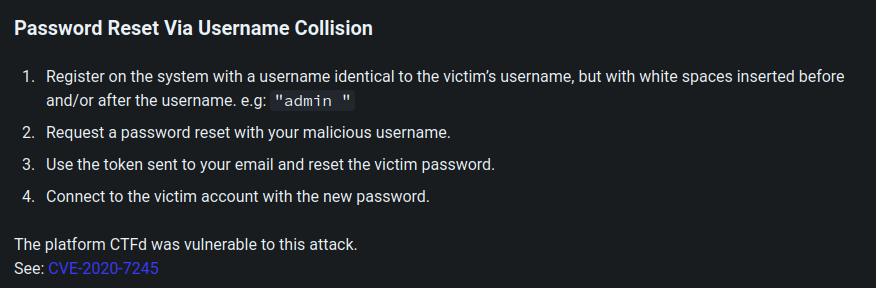 Password Reset Via Username Collision
1. Register on the system with a username identical to the victim’s username, but with white spaces inserted before
and/or after the username. e.g: "admin "
2. Request a password reset with your malicious username.
3. Use the token sent to your email and reset the victim password.
4. Connect to the victim account with the new password.
The platform CTFd was vulnerable to this attack.
See: CVE-2020-7245